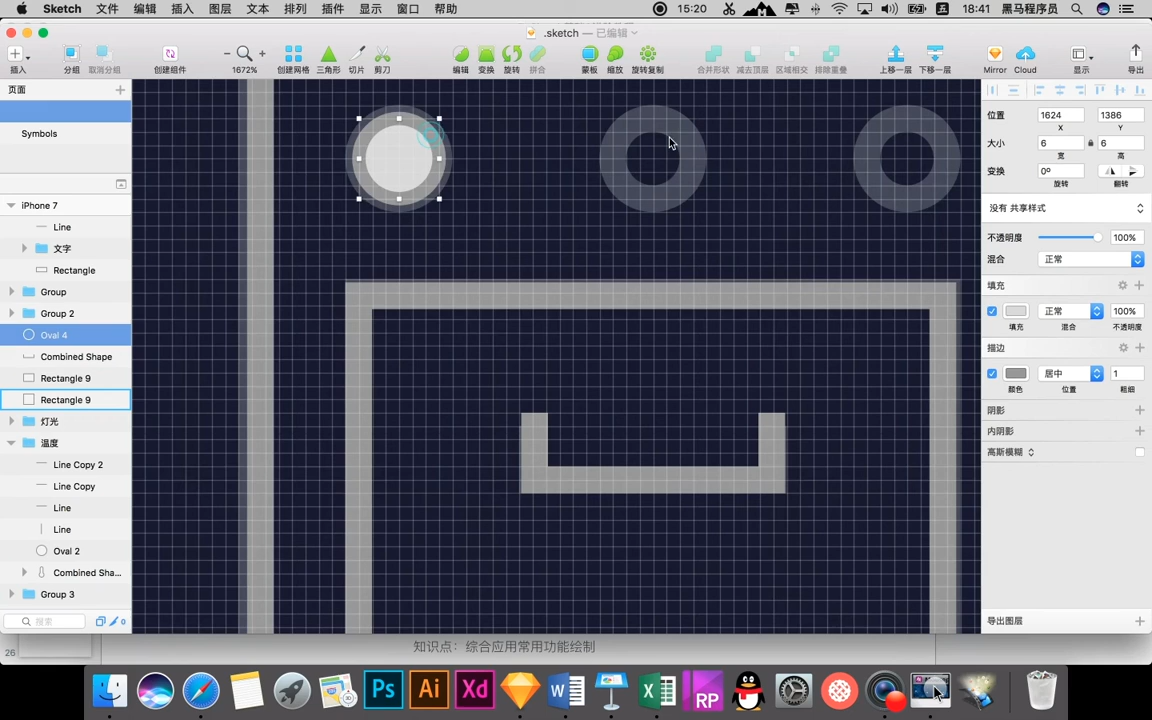 Sketch 文件 编辑 插入 图层 文本 排列 插件 显示 窗口 帮助 15:20 18:41 黑马程序员
.sketch — 已编辑
插入 分组 取消分组 创建组件 1672% 创建网格 三角形 切片 剪刀 编辑 变换 旋转 拼合 蒙板 缩放 旋转复制 合并形状 减去顶层 区域相交 排除重叠 上移一层 下移一层 Mirror Cloud 显示 导出
页面
Symbols
iPhone 7
Line
文字
Rectangle
Group
Group 2
Oval 4
Combined Shape
Rectangle 9
Rectangle 9
灯光
温度
Line Copy 2
Line Copy
Line
Line
Oval 2
Combined Sha...
Group 3
搜索 0
位置 1624 1386
X Y
大小 6 6
宽 高
变换 0º
旋转 翻转
没有 共享样式
不透明度 100%
混合 正常
填充
正常 100%
填充 混合 不透明度
描边
居中 1
颜色 位置 粗细
阴影
内阴影
高斯模糊
导出图层
26
知识点：综合应用常用功能绘制
Ps Ai Xd W X RP